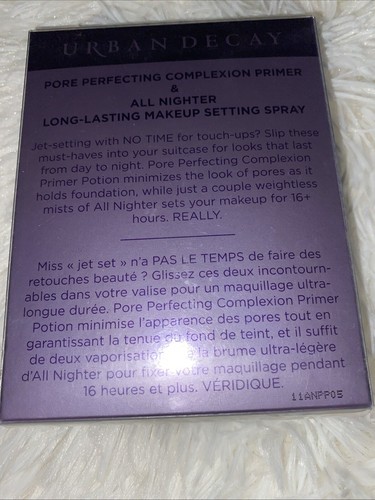 URBAN DECAY
PORE PERFECTING COMPLEXION PRIMER
&
ALL NIGHTER
LONG-LASTING MAKEUP SETTING SPRAY
Jet-setting with NO TIME for touch-ups? Slip these
must-haves into your suitcase for looks that last
from day to night. Pore Perfecting Complexion
Primer Potion minimizes the look of pores as it
holds foundation, while just a couple weightless
mists of All Nighter sets your makeup for 16+
hours. REALLY.
Miss « jet set » n'a PAS LE TEMPS de faire des
retouches beauté ? Glissez ces deux incontourn-
ables dans votre valise pour un maquillage ultra-
longue durée. Pore Perfecting Complexion Primer
Potion minimise l'apparence des pores tout en
garantissant la tenue du fond de teint, et il suffit
de deux vaporisation la brume ultra-légère
d'All Nighter pour fixer votre maquillage pendant
16 heures et plus. VÉRIDIQUE.
11ANPP05